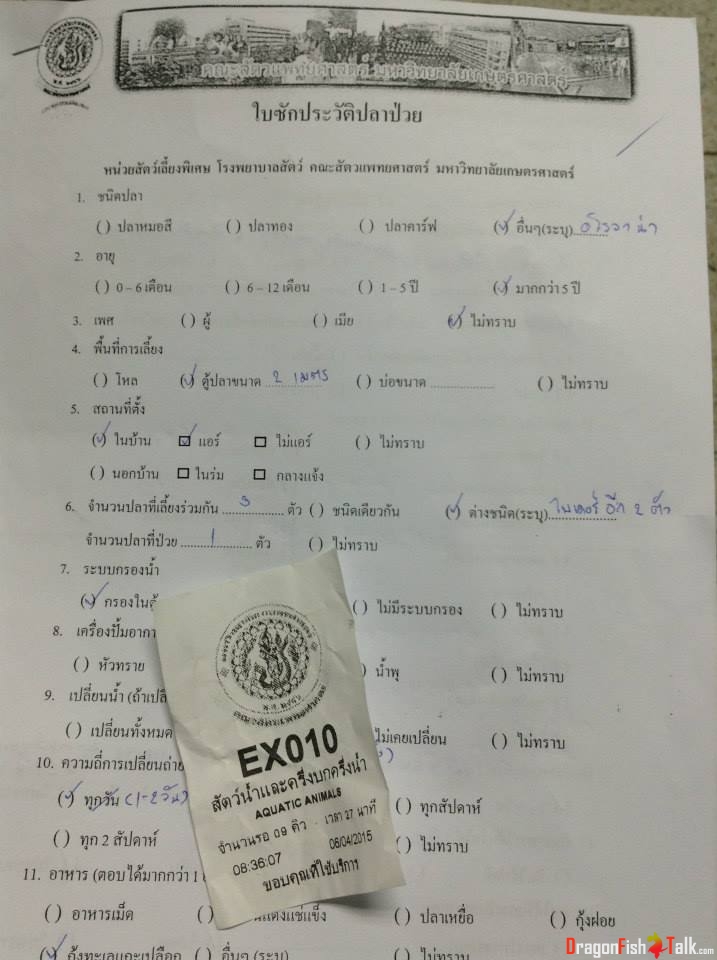 คณะสัตวแพทยศาสตร์ มหาวิทยาลัยเกษตรศาสตร์
ใบซักประวัติปลาป่วย
หน่วยสัตว์เลี้ยงพิเศษ โรงพยาบาลสัตว์ คณะสัตวแพทยศาสตร์ มหาวิทยาลัยเกษตรศาสตร์
1. ชนิดปลา
( ) ปลาหมอสี ( ) ปลาทอง ( ) ปลาคาร์ฟ (✓) อื่นๆ(ระบุ) อโรวาน่า
2. อายุ
( ) 0 – 6 เดือน ( ) 6 – 12 เดือน ( ) 1 – 5 ปี (✓) มากกว่า 5 ปี
3. เพศ ( ) ผู้ ( ) เมีย (✓) ไม่ทราบ
4. พื้นที่การเลี้ยง
( ) โหล (✓) ตู้ปลาขนาด 2 เมตร ( ) บ่อขนาด ( ) ไม่ทราบ
5. สถานที่ตั้ง
(✓) ในบ้าน ☑ แอร์ ☐ ไม่แอร์ ( ) ไม่ทราบ
( ) นอกบ้าน ☐ ในร่ม ☐ กลางแจ้ง
6. จำนวนปลาที่เลี้ยงร่วมกัน 3 ตัว ( ) ชนิดเดียวกัน (✓) ต่างชนิด(ระบุ) ไทเกอร์ อีก 2 ตัว
จำนวนปลาที่ป่วย 1 ตัว ( ) ไม่ทราบ
7. ระบบกรองน้ำ
(✓) กรองในตู้ ( ) ไม่มีระบบกรอง ( ) ไม่ทราบ
8. เครื่องปั้มอากา
( ) หัวทราย ) น้ำพุ ( ) ไม่ทราบ
9. เปลี่ยนน้ำ (ถ้าเปลี่
( ) เปลี่ยนทั้งหมด ไม่เคยเปลี่ยน ( ) ไม่ทราบ
10. ความถี่การเปลี่ยนถ่าย
(✓) ทุกวัน (1-2 วัน) ( ) ทุกสัปดาห์
( ) ทุก 2 สัปดาห์ ( ) ไม่ทราบ
11. อาหาร (ตอบได้มากกว่า 1
( ) อาหารเม็ด ( ) นแดงแช่แข็ง ( ) ปลาเหยื่อ ( ) กุ้งฝอย
(✓) กุ้งทะเลแกะเปลือก ( ) อื่นๆ (ระบุ) ( ) ไม่ทราบ
EX010
สัตว์น้ำและครึ่งบกครึ่งน้ำ
AQUATIC ANIMALS
จำนวนรอ 09 คิว เวลา 27 นาที
08:36:07 06/04/2015
ขอบคุณที่ใช้บริการ
DragonFishTalk.com